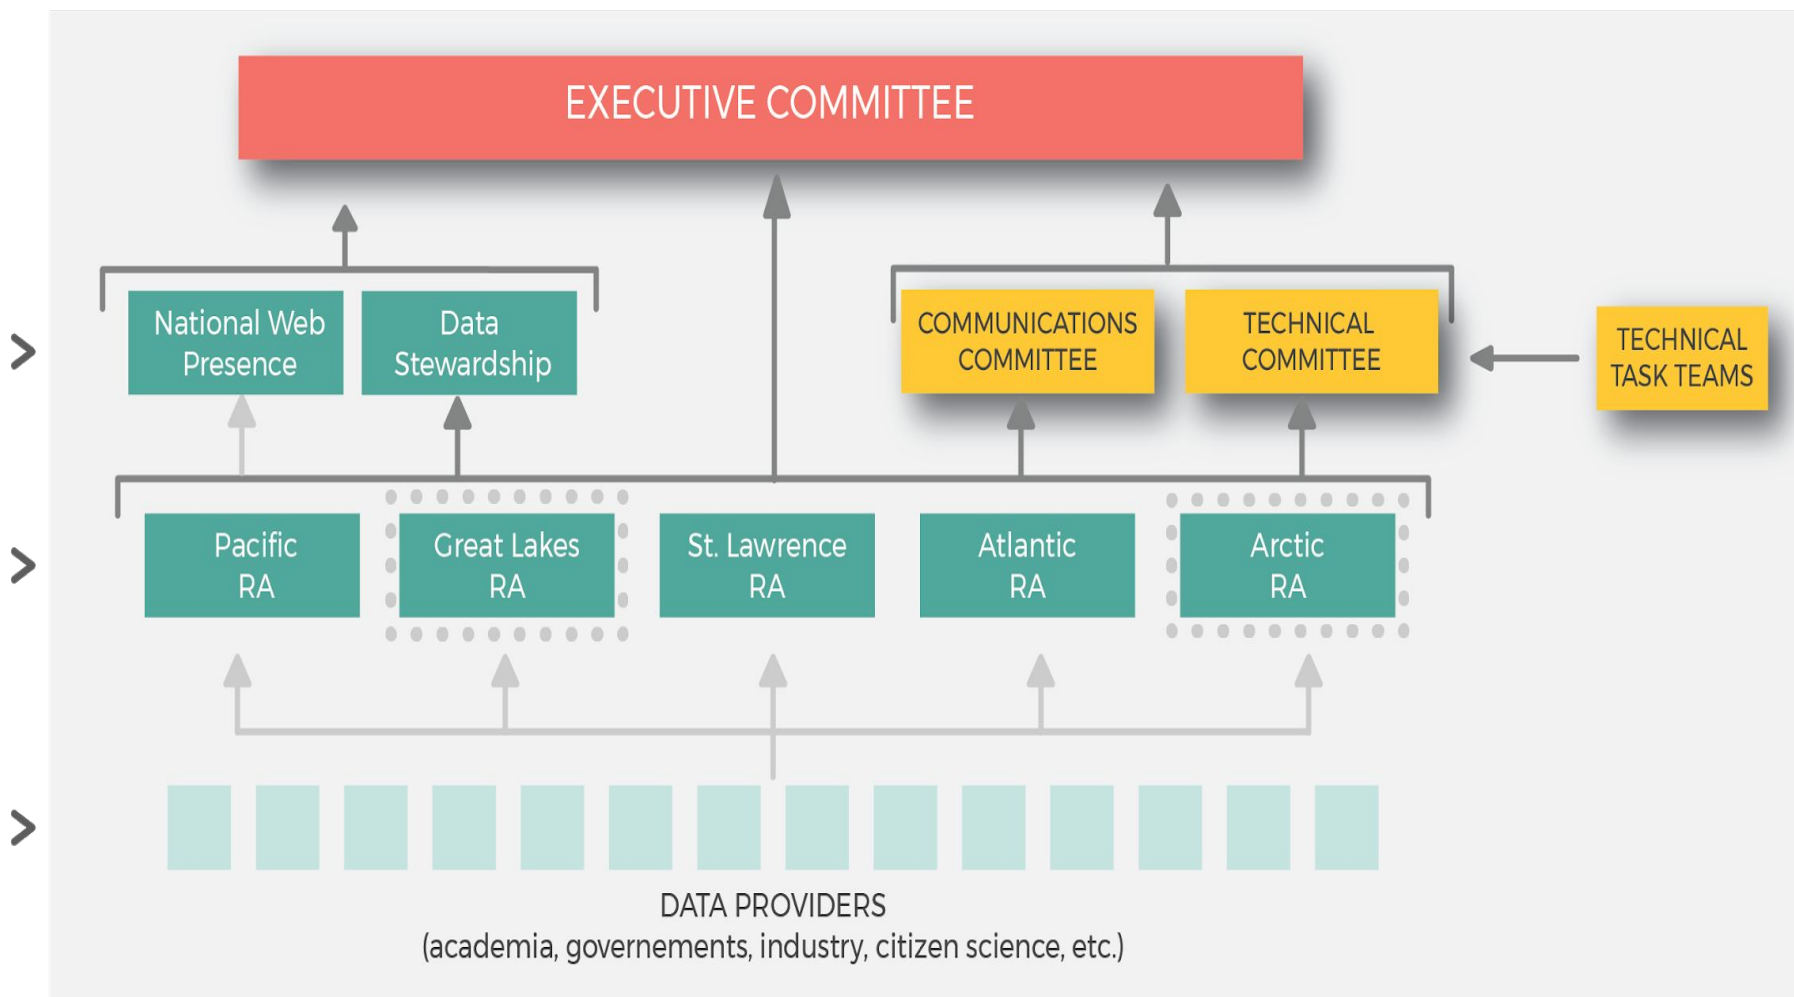 EXECUTIVE COMMITTEE
National Web
Presence
Data
Stewardship
COMMUNICATIONS
COMMITTEE
TECHNICAL
COMMITTEE
TECHNICAL
TASK TEAMS
Pacific
RA
Great Lakes
RA
St. Lawrence
RA
Atlantic
RA
Arctic
RA
DATA PROVIDERS
(academia, governements, industry, citizen science, etc.)